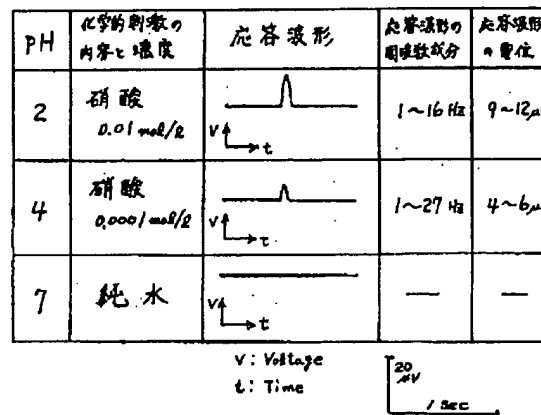 pH
化学的刺激の
内容と濃度
応答波形
応答波形の
周波数成分
応答波形
の電位
2
硝酸
0.01 mol/ℓ
V
t
1~16 Hz
9~12μ
4
硝酸
0.0001 mol/ℓ
V
t
1~27 Hz
4~6μ
7
純水
V
t
—
—
V: Voltage
t: Time
20
μV
1 sec